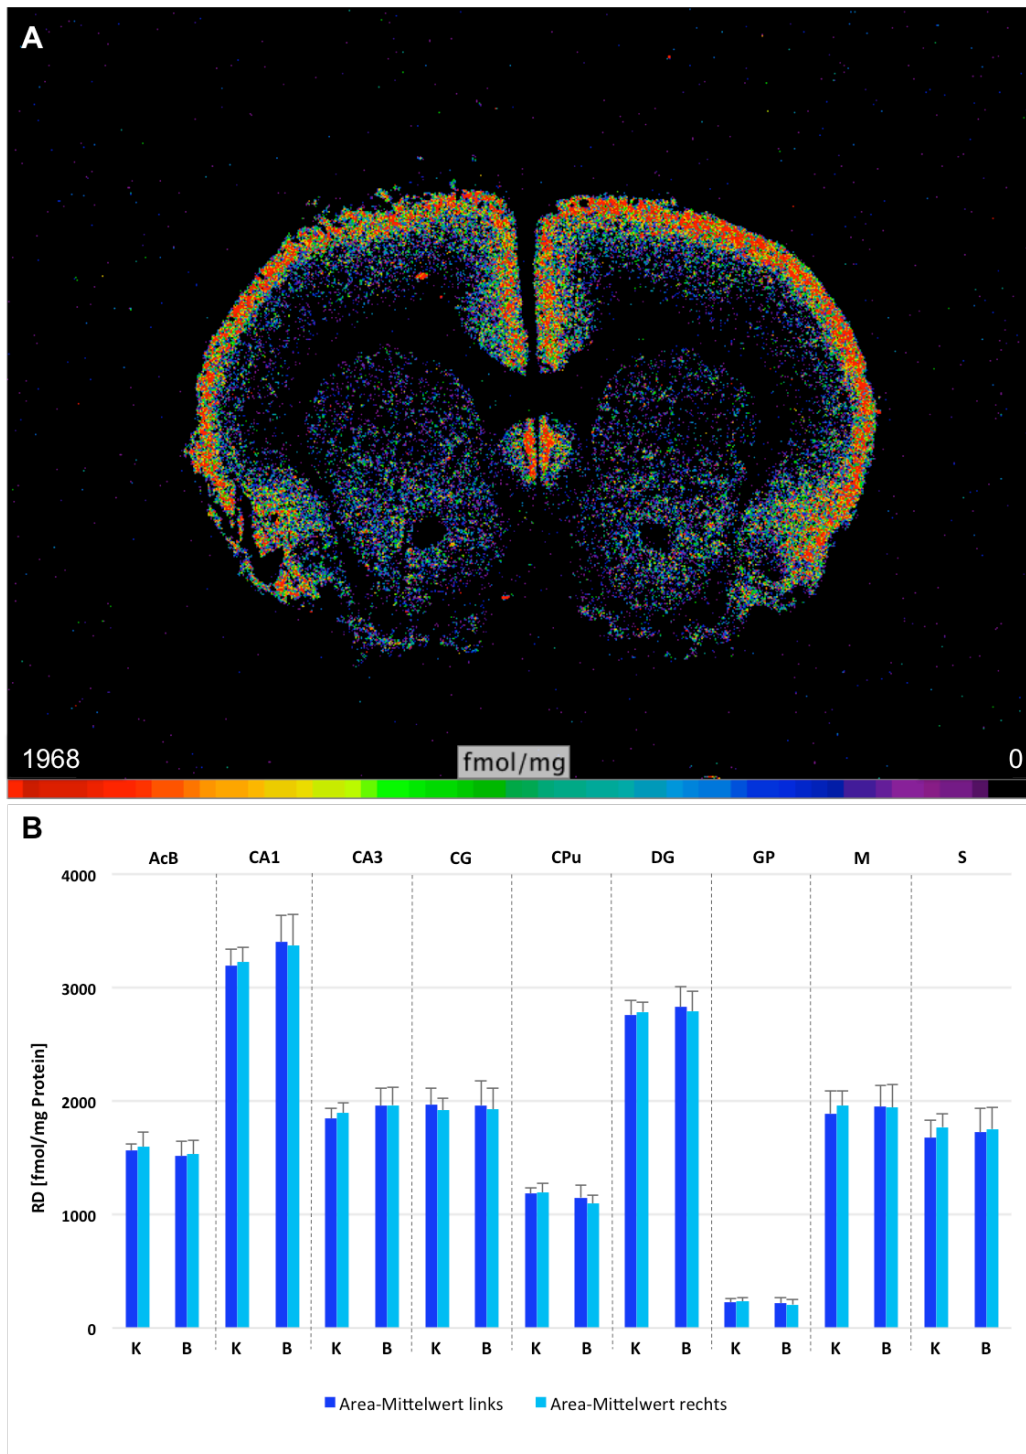 A
1968 fmol/mg 0
B
AcB CA1 CA3 CG CPu DG GP M S
4000
3000
2000
1000
0
RD [fmol/mg Protein]
K B K B K B K B K B K B K B K B K B
Area-Mittelwert links Area-Mittelwert rechts